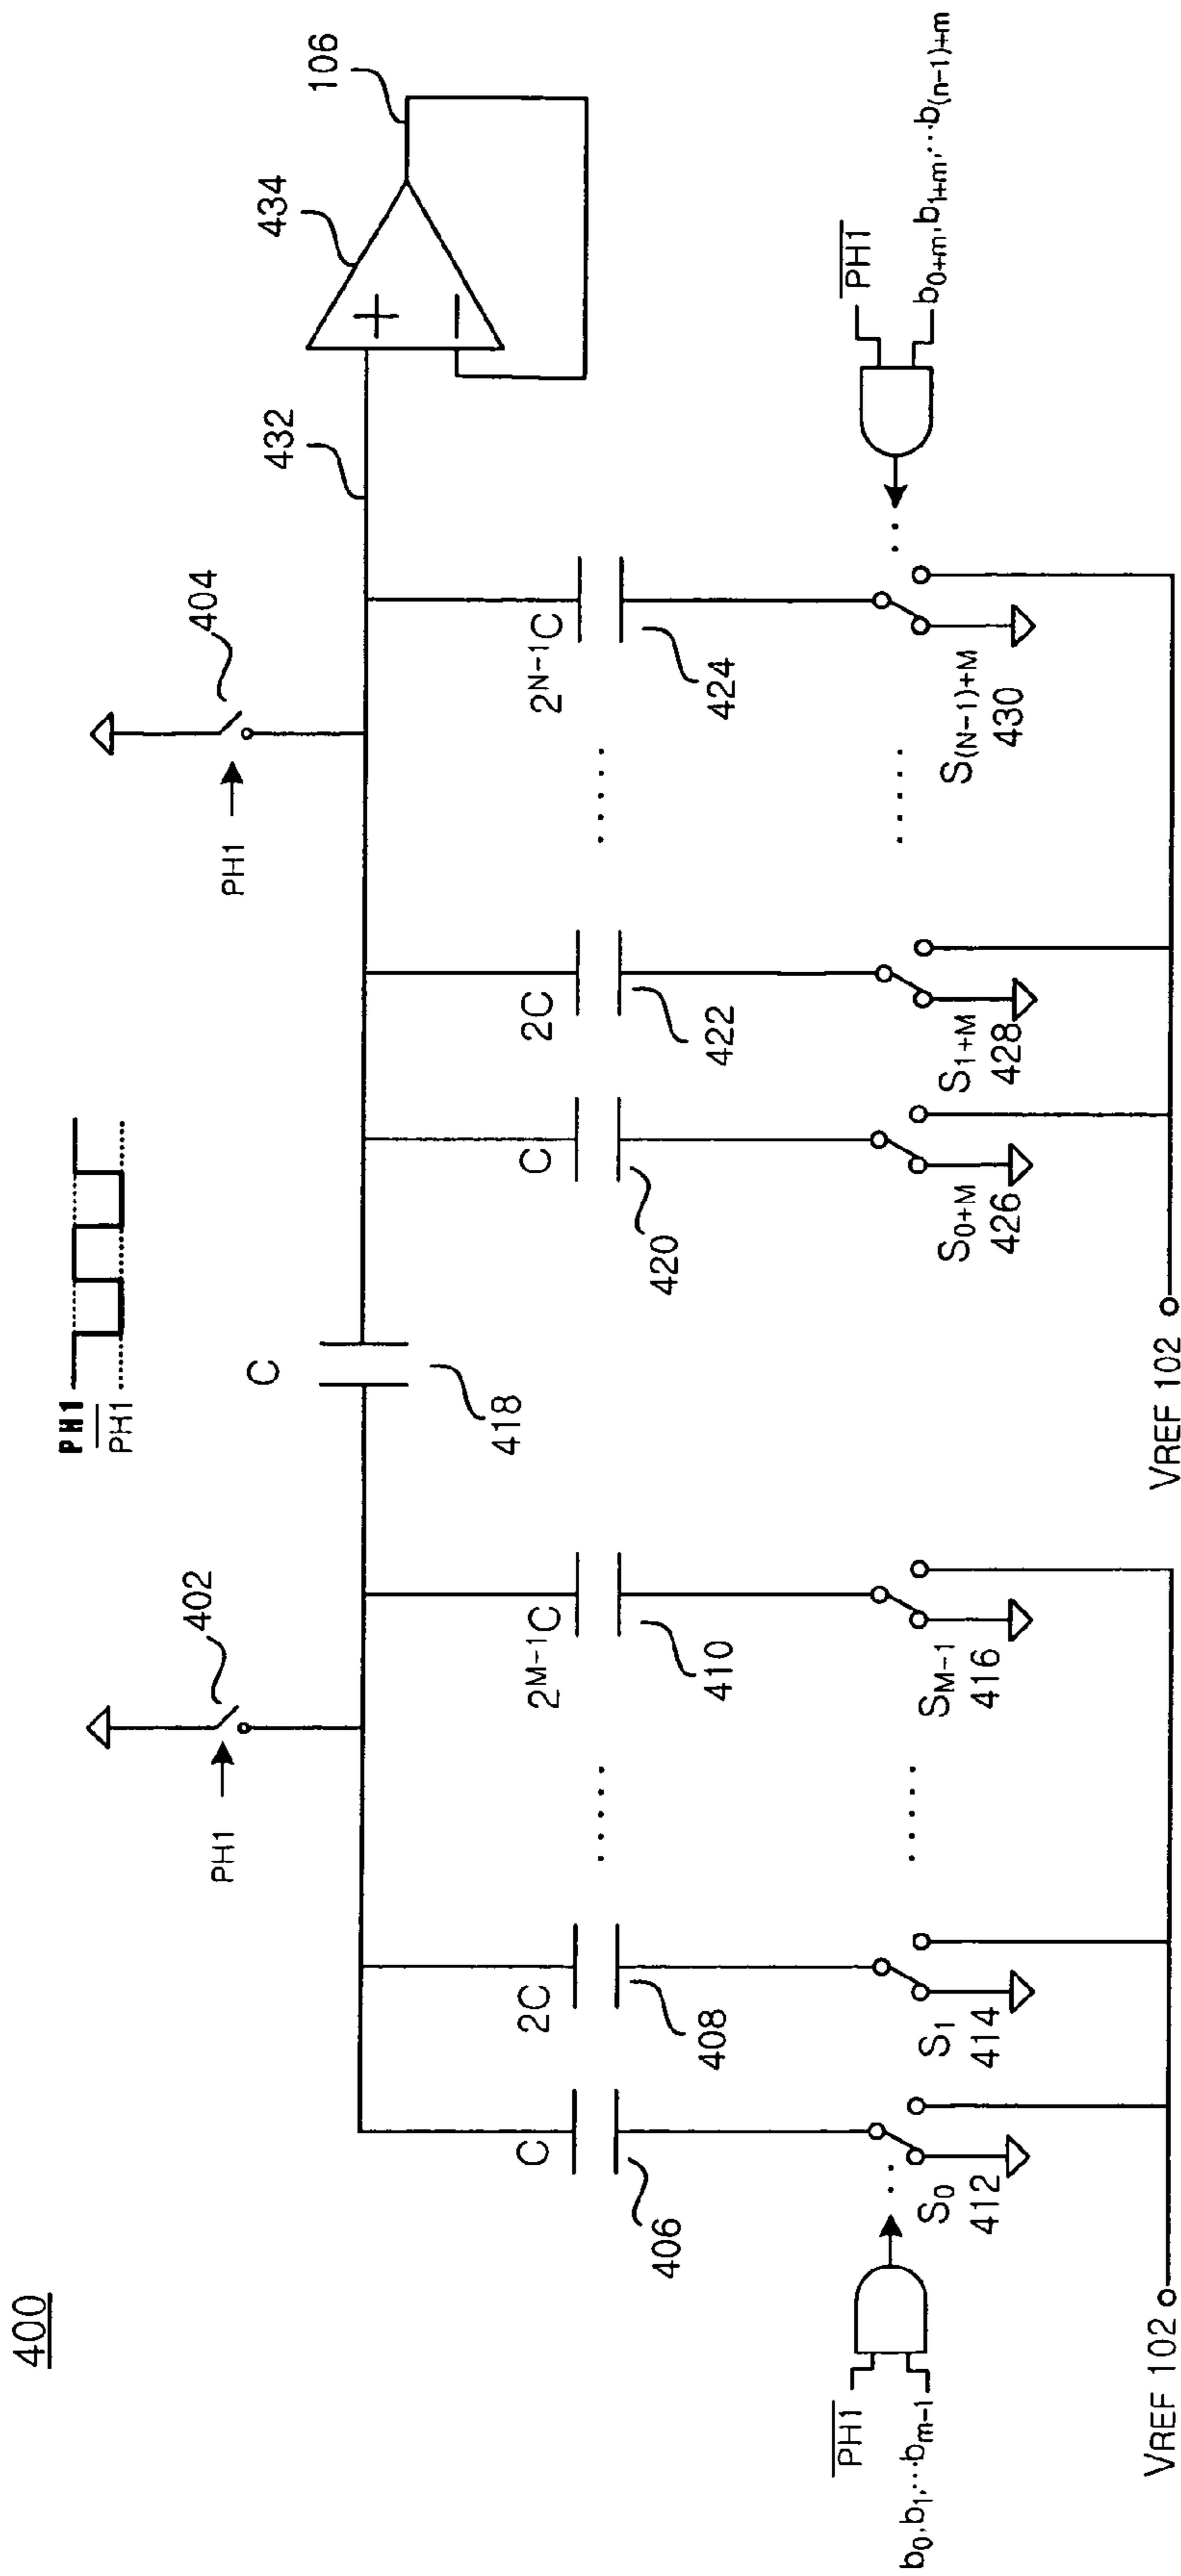 400
PH1
PH1
402
PH1
404
PH1
C
418
432
434
106
C
406
2C
408
2M-1C
410
C
420
2C
422
2N-1C
424
PH1
b0,b1,...bm-1
S0
412
S1
414
SM-1
416
S0+M
426
S1+M
428
S(N-1)+M
430
PH1
b0+m,b1+m,...b(n-1)+m
VREF 102
VREF 102